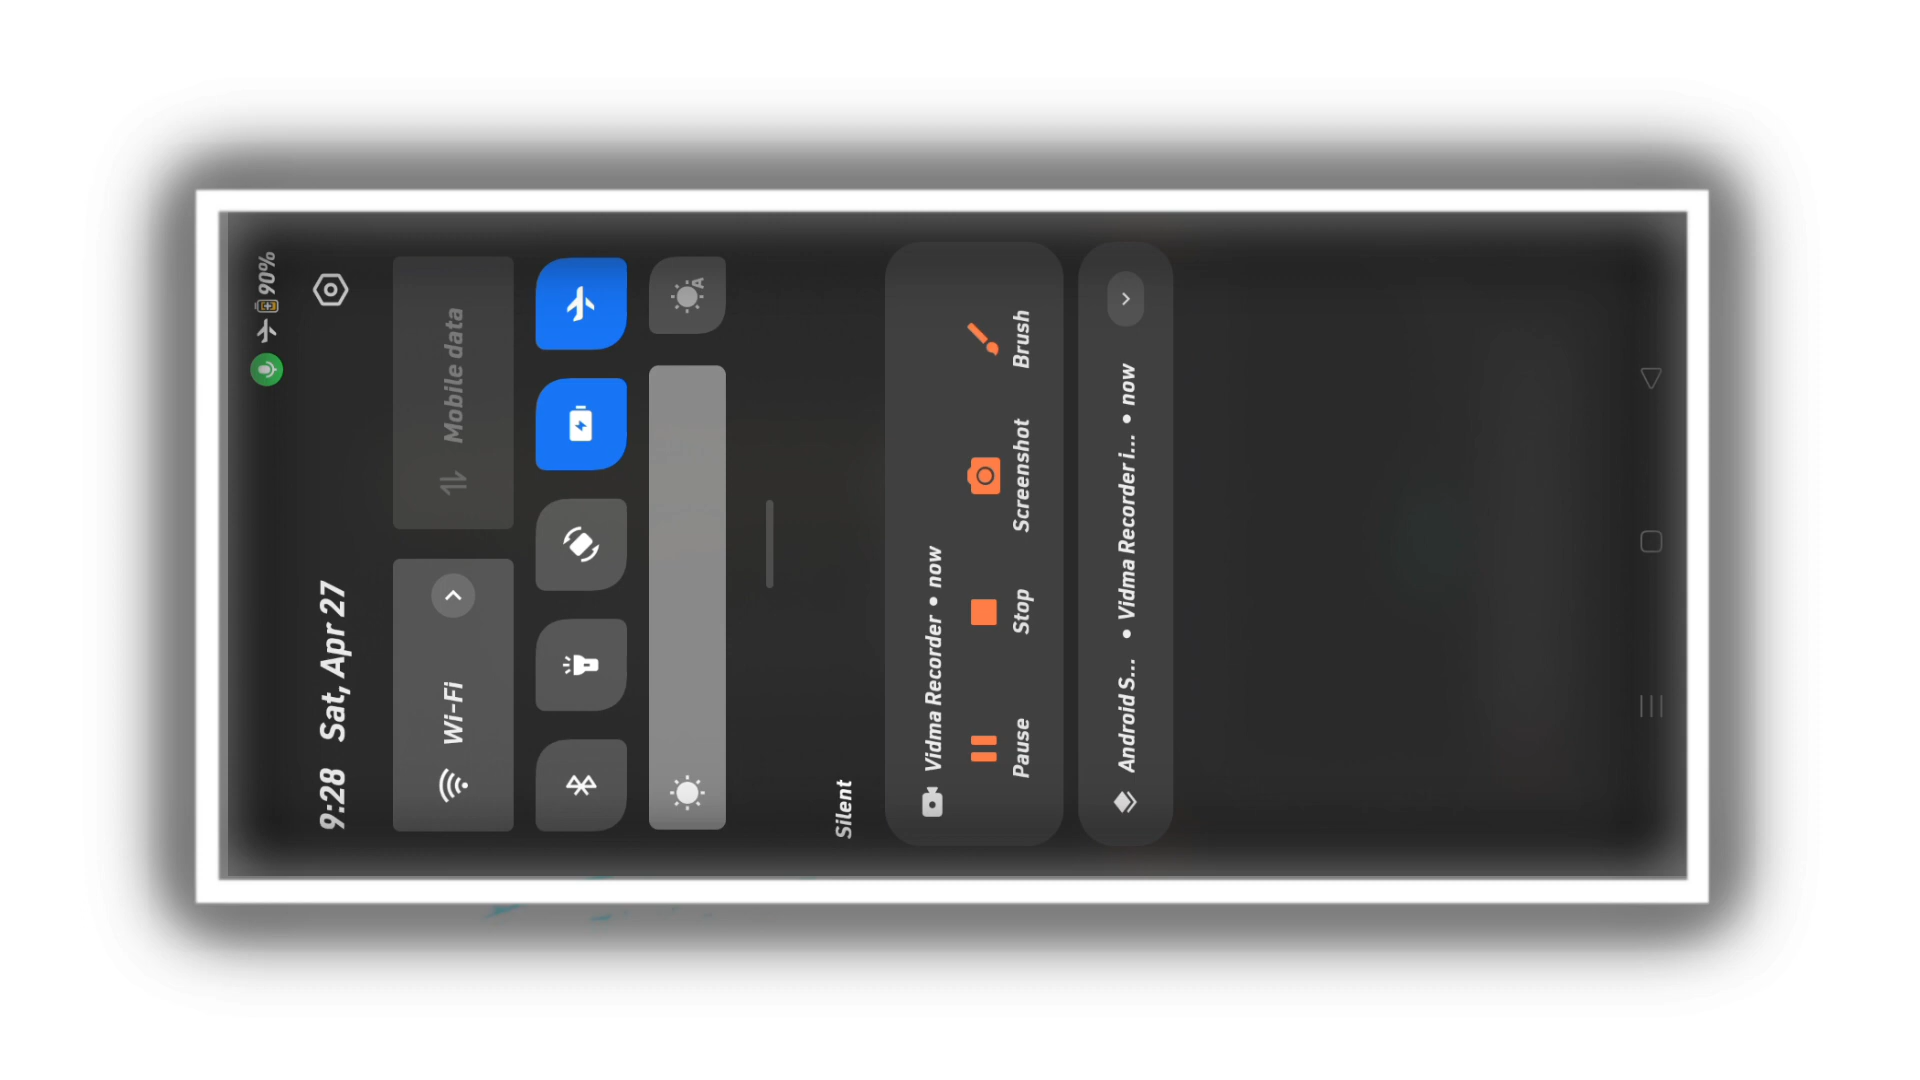 90%
9:28 Sat, Apr 27
Wi-Fi
Mobile data
A
Silent
Vidma Recorder • now
Pause
Stop
Screenshot
Brush
Android S... • Vidma Recorder i... • now